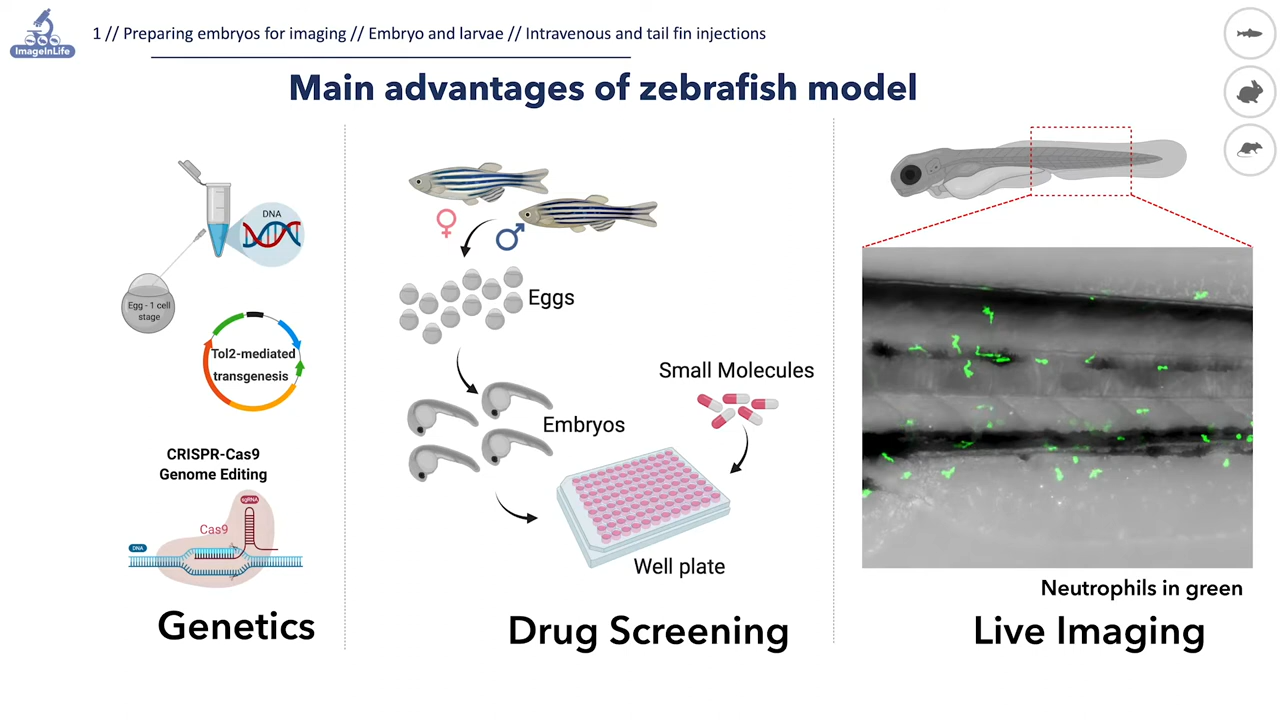 ImageInLife
1 // Preparing embryos for imaging // Embryo and larvae // Intravenous and tail fin injections
Main advantages of zebrafish model
DNA
Egg - 1 cell
stage
Tol2-mediated
transgenesis
CRISPR-Cas9
Genome Editing
sgRNA
Cas9
DNA
Genetics
♀
♂
Eggs
Embryos
Small Molecules
Well plate
Drug Screening
Neutrophils in green
Live Imaging